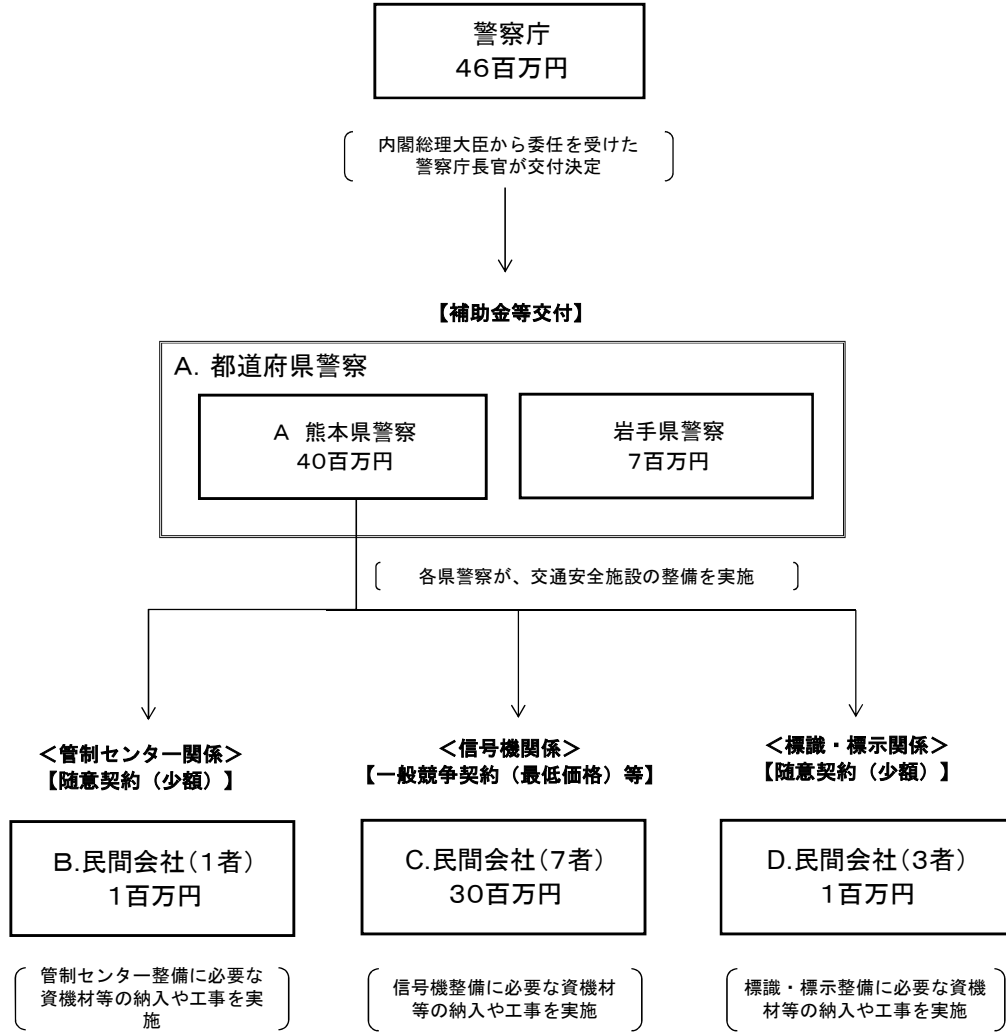 警察庁
46百万円
内閣総理大臣から委任を受けた
警察庁長官が交付決定
【補助金等交付】
A. 都道府県警察
A 熊本県警察
40百万円
岩手県警察
7百万円
各県警察が、交通安全施設の整備を実施
＜管制センター関係＞
【随意契約（少額）】
＜信号機関係＞
【一般競争契約（最低価格）等】
＜標識・標示関係＞
【随意契約（少額）】
B.民間会社（1者）
1百万円
C.民間会社（7者）
30百万円
D.民間会社（3者）
1百万円
管制センター整備に必要な
資機材等の納入や工事を実
施
信号機整備に必要な資機材
等の納入や工事を実施
標識・標示整備に必要な資機
材等の納入や工事を実施